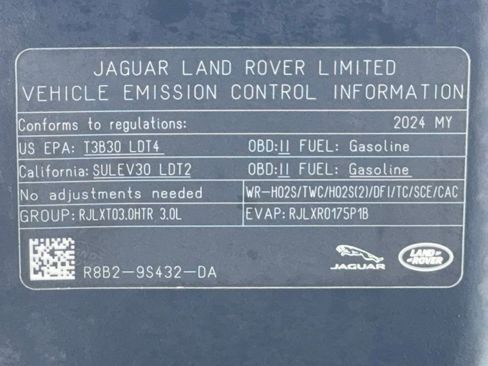 JAGUAR LAND ROVER LIMITED
VEHICLE EMISSION CONTROL INFORMATION
Conforms to regulations: 2024 MY
US EPA: T3B30 LDT4 OBD:II FUEL: Gasoline
California: SULEV30 LDT2 OBD:II FUEL: Gasoline
No adjustments needed WR-HO2S/TWC/HO2S(2)/DFI/TC/SCE/CAC
GROUP: RJLXT03.0HTR 3.0L EVAP: RJLXR0175P1B
R8B2-9S432-DA
JAGUAR
LAND ROVER